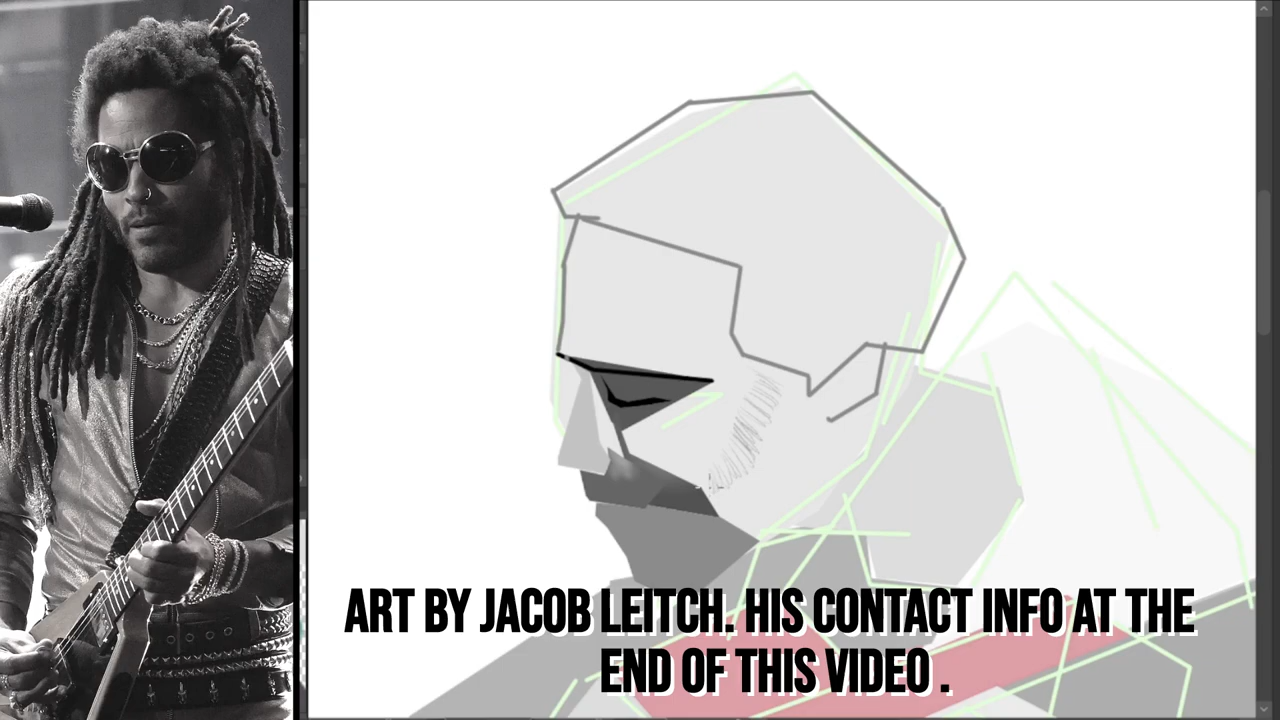 ART BY JACOB LEITCH. HIS CONTACT INFO AT THE
END OF THIS VIDEO .